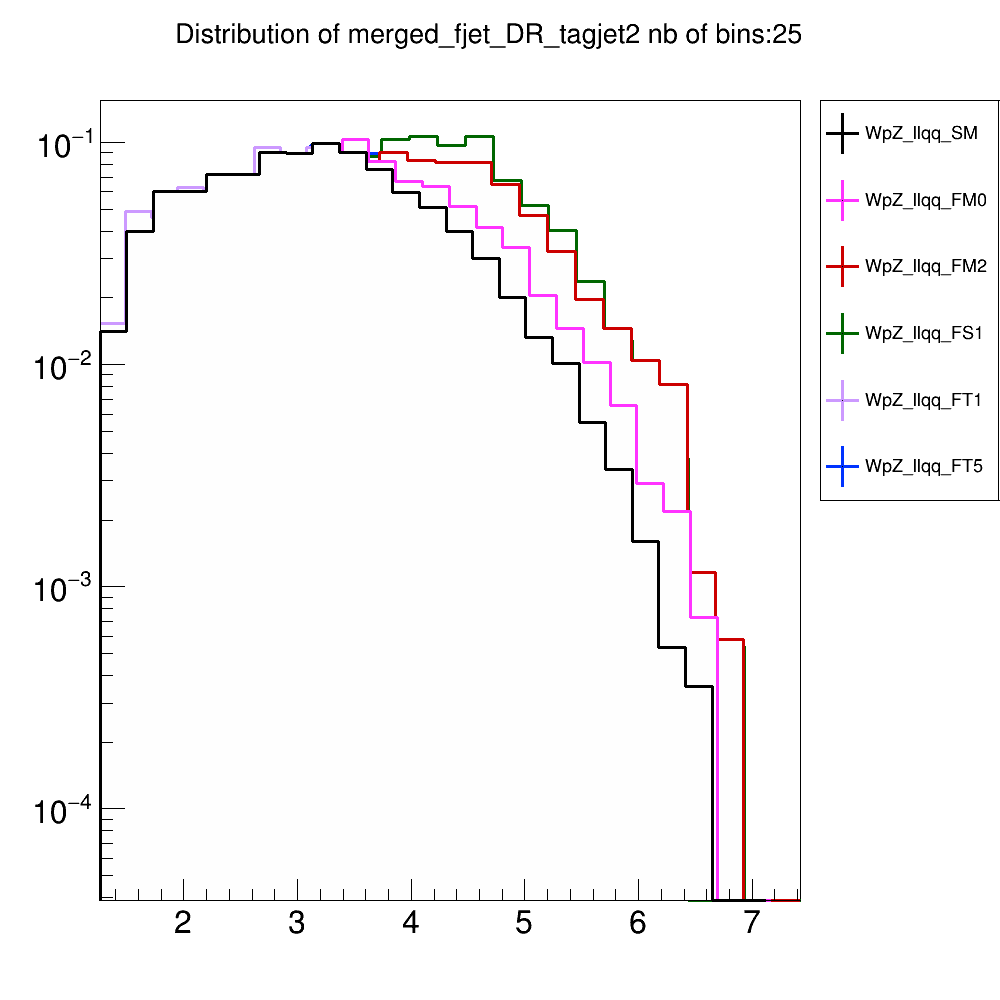 Distribution of merged_fjet_DR_tagjet2 nb of bins:25
10⁻¹
10⁻²
10⁻³
10⁻⁴
2 3 4 5 6 7
WpZ_llqq_SM
WpZ_llqq_FM0
WpZ_llqq_FM2
WpZ_llqq_FS1
WpZ_llqq_FT1
WpZ_llqq_FT5